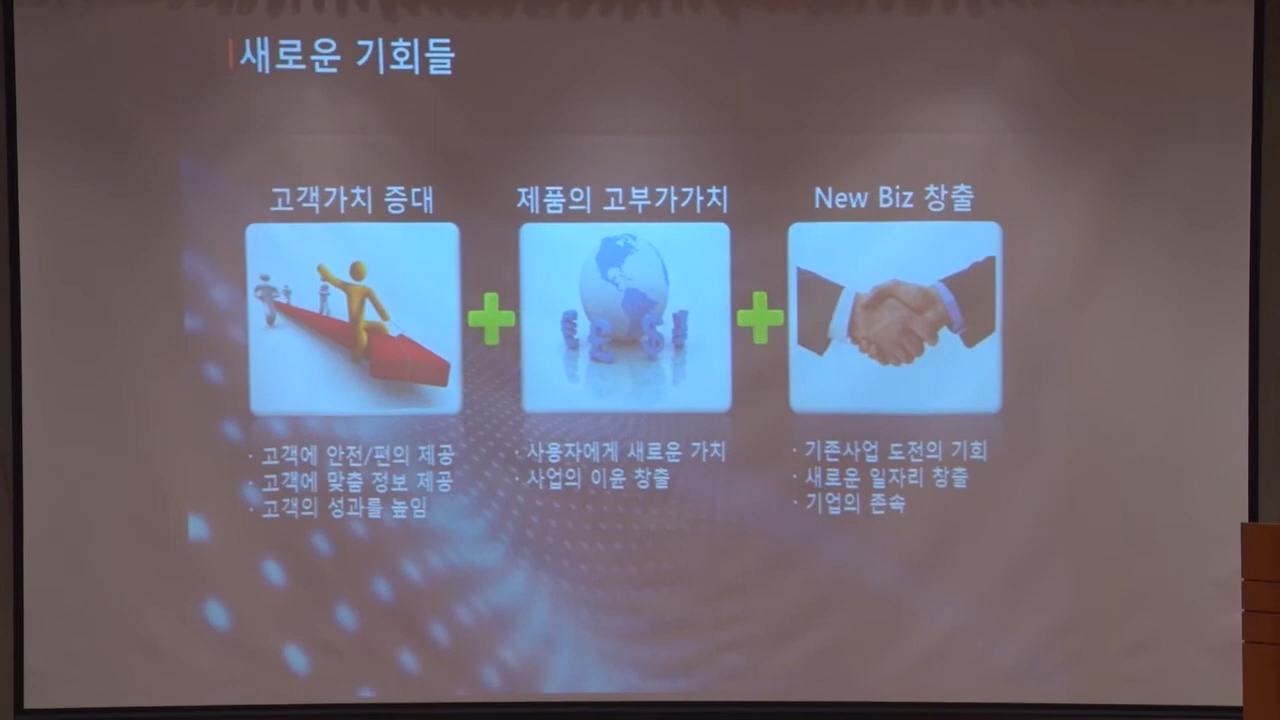 새로운 기회들
고객가치 증대
제품의 고부가가치
New Biz 창출
· 고객에 안전/편의 제공
· 고객에 맞춤 정보 제공
· 고객의 성과를 높임
· 사용자에게 새로운 가치
· 사업의 이윤 창출
· 기존사업 도전의 기회
· 새로운 일자리 창출
· 기업의 존속